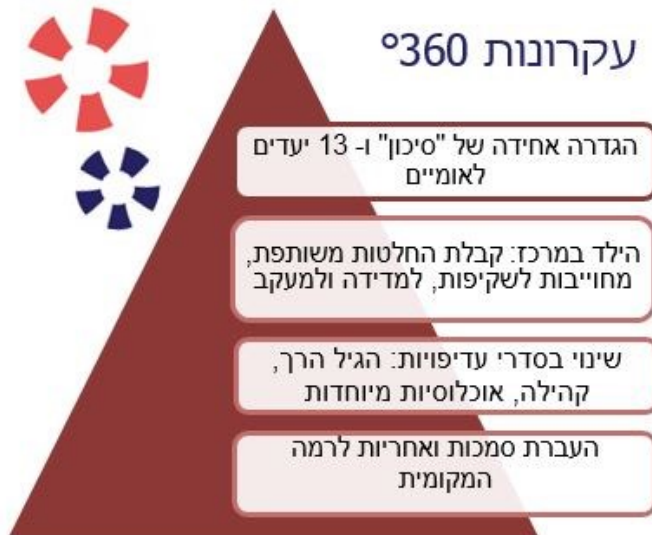 עקרונות 360°
הגדרה אחידה של "סיכון" ו- 13 יעדים
לאומיים
הילד במרכז: קבלת החלטות משותפת,
מחוייבות לשקיפות, למדידה ולמעקב
שינוי בסדרי עדיפויות: הגיל הרך,
קהילה, אוכלוסיות מיוחדות
העברת סמכות ואחריות לרמה
המקומית